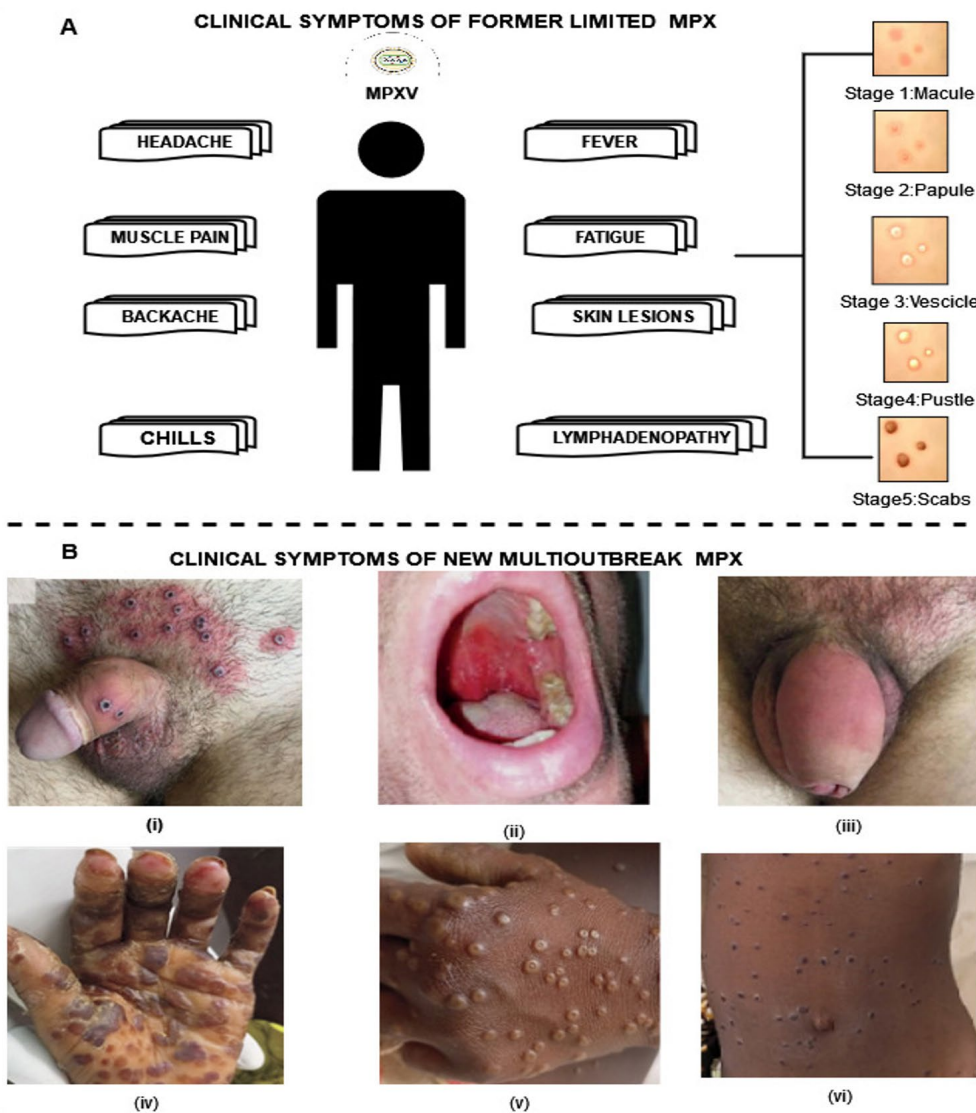 A
CLINICAL SYMPTOMS OF FORMER LIMITED MPX
MPXV
HEADACHE
FEVER
MUSCLE PAIN
FATIGUE
BACKACHE
SKIN LESIONS
CHILLS
LYMPHADENOPATHY
Stage 1:Macule
Stage 2:Papule
Stage 3:Vescicle
Stage4:Pustle
Stage5:Scabs
B
CLINICAL SYMPTOMS OF NEW MULTIOUTBREAK MPX
(i)
(ii)
(iii)
(iv)
(v)
(vi)